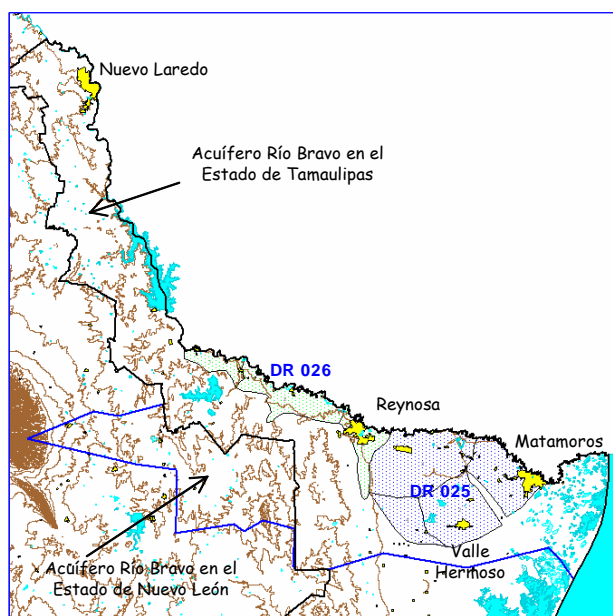 Nuevo Laredo
Acuífero Río Bravo en el
Estado de Tamaulipas
DR 026
Reynosa
Matamoros
DR 025
Valle
Hermoso
Acuífero Río Bravo en el
Estado de Nuevo León